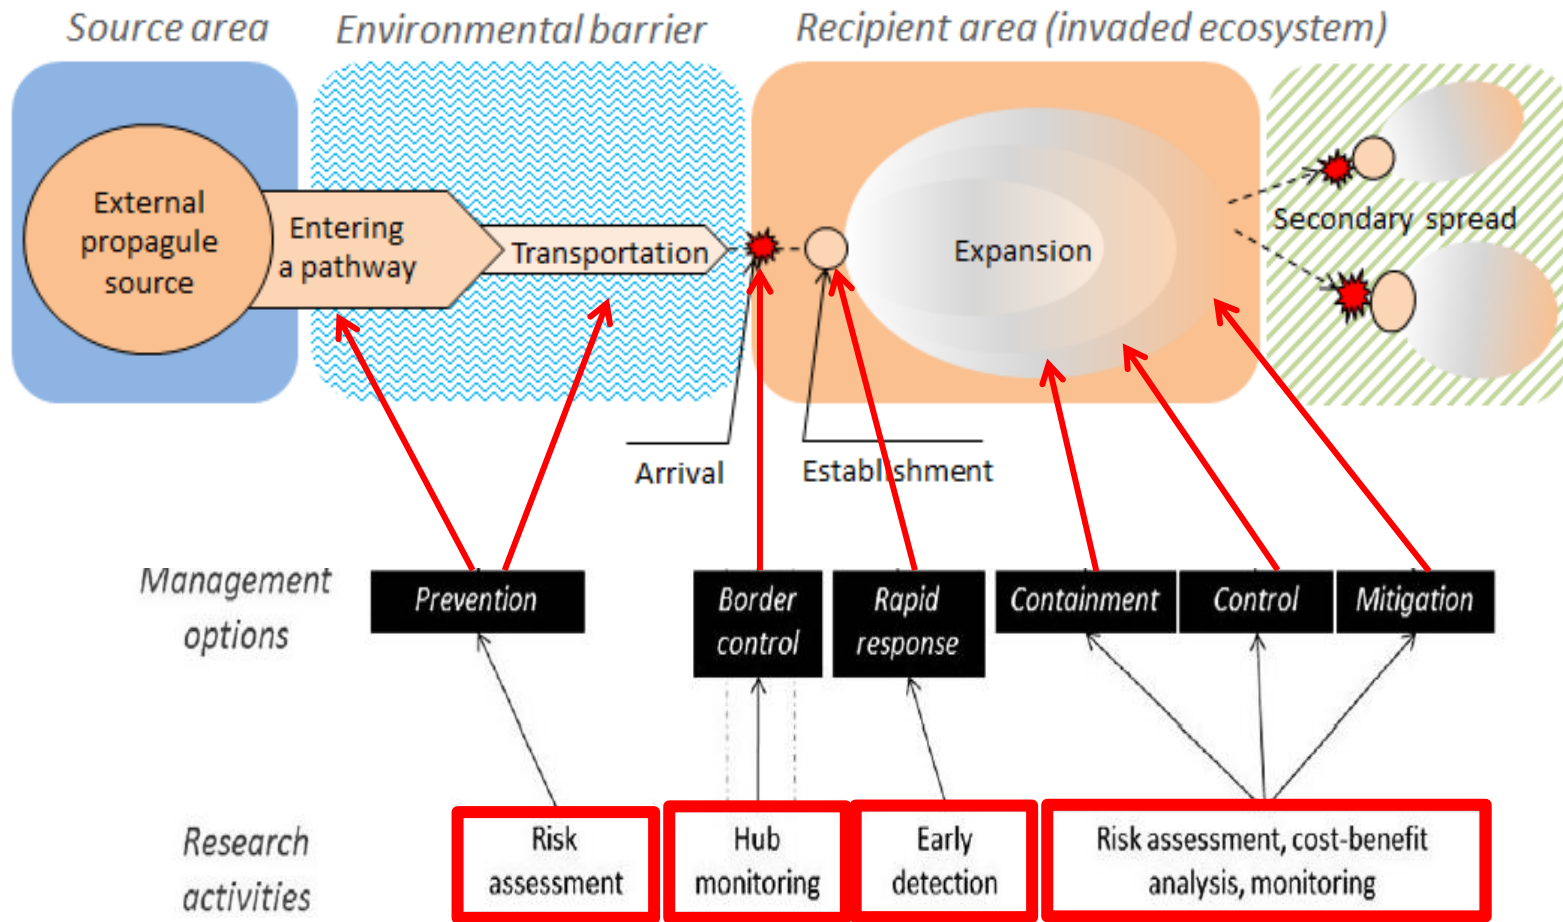 Source area
Environmental barrier
Recipient area (invaded ecosystem)
External
propagule
source
Entering
a pathway
Transportation
Expansion
Secondary spread
Arrival
Establishment
Management
options
Prevention
Border
control
Rapid
response
Containment
Control
Mitigation
Research
activities
Risk
assessment
Hub
monitoring
Early
detection
Risk assessment, cost-benefit
analysis, monitoring